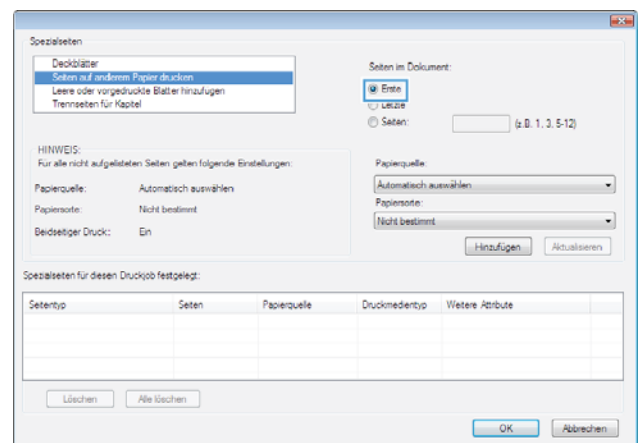 Spezialseiten
Deckblätter
Seiten auf anderem Papier drucken
Leere oder vorgedruckte Blätter hinzufügen
Trennseiten für Kapitel
Seiten im Dokument:
Erste
Letzte
Seiten: (z.B. 1, 3, 5-12)
HINWEIS:
Für alle nicht aufgelisteten Seiten gelten folgende Einstellungen:
Papierquelle: Automatisch auswählen
Papiersorte: Nicht bestimmt
Beidseitiger Druck: Ein
Papierquelle:
Automatisch auswählen
Papiersorte:
Nicht bestimmt
Hinzufügen Aktualisieren
Spezialseiten für diesen Druckjob festgelegt:
Seitentyp Seiten Papierquelle Druckmedientyp Weitere Attribute
Löschen Alle löschen
OK Abbrechen